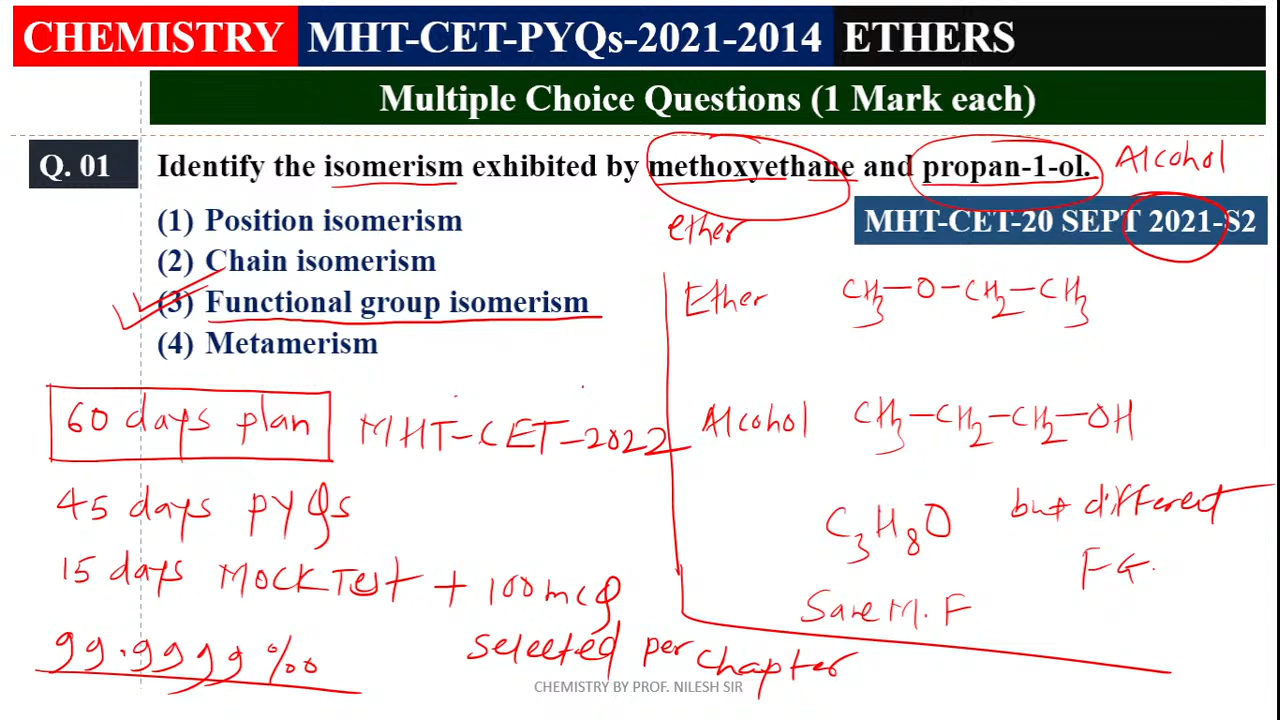 CHEMISTRY MHT-CET-PYQs-2021-2014 ETHERS
Multiple Choice Questions (1 Mark each)
Q. 01 Identify the isomerism exhibited by methoxyethane and propan-1-ol. Alcohol
(1) Position isomerism
ether
MHT-CET-20 SEPT 2021-S2
(2) Chain isomerism
(3) Functional group isomerism
Ether CH3-O-CH2-CH3
(4) Metamerism
60 days plan MHT-CET-2022
Alcohol CH3-CH2-CH2-OH
45 days PYQs
C3H8O but different
F G.
15 days MOCK Test + 100 mcq
Same M. F
selected per chapter
99.9999 %
CHEMISTRY BY PROF. NILESH SIR